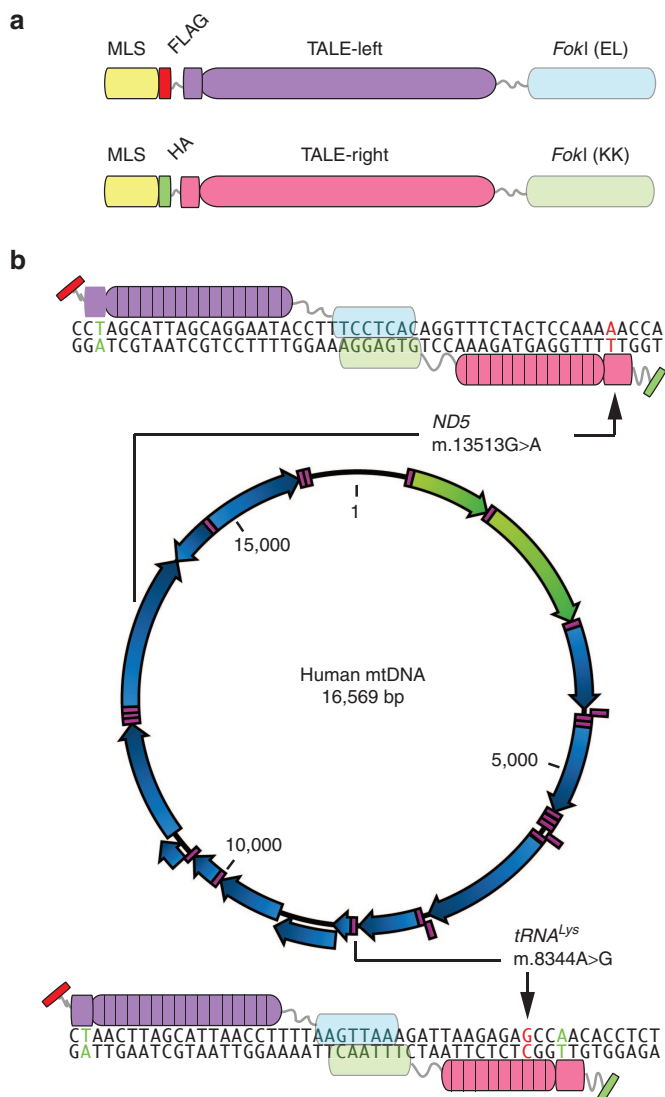 a
MLS FLAG TALE-left FokI (EL)
MLS HA TALE-right FokI (KK)
b
CCTAGCATTAGCAGGAATACCTTTCCTCACAGGTTTCTACTCCAAAAACCA
GGATCGTAATCGTCCTTTTGGAAAGGAGTGTCCAAAGATGAGGTTTTTGGT
ND5
m.13513G>A
1
15,000
Human mtDNA
16,569 bp
5,000
10,000
tRNALys
m.8344A>G
CTAACTTAGCATTAACCTTTTAAGTTAAAGATTAAGAGAGCCAACACCTCT
GATTGAATCGTAATTGGAAAATTCAATTTCTAATTCTCTCGGTTGTGGAGA